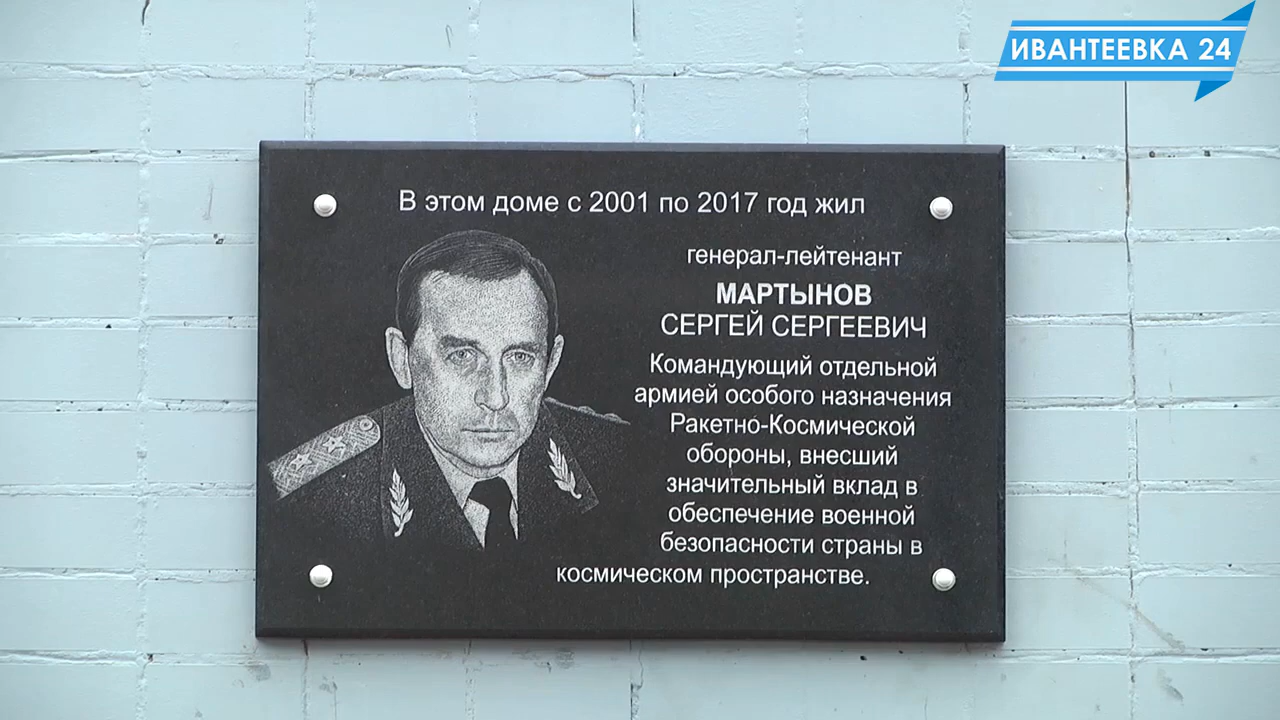 ИВАНТЕЕВКА 24
В этом доме с 2001 по 2017 год жил
генерал-лейтенант
МАРТЫНОВ
СЕРГЕЙ СЕРГЕЕВИЧ
Командующий отдельной
армией особого назначения
Ракетно-Космической
обороны, внесший
значительный вклад в
обеспечение военной
безопасности страны в
космическом пространстве.